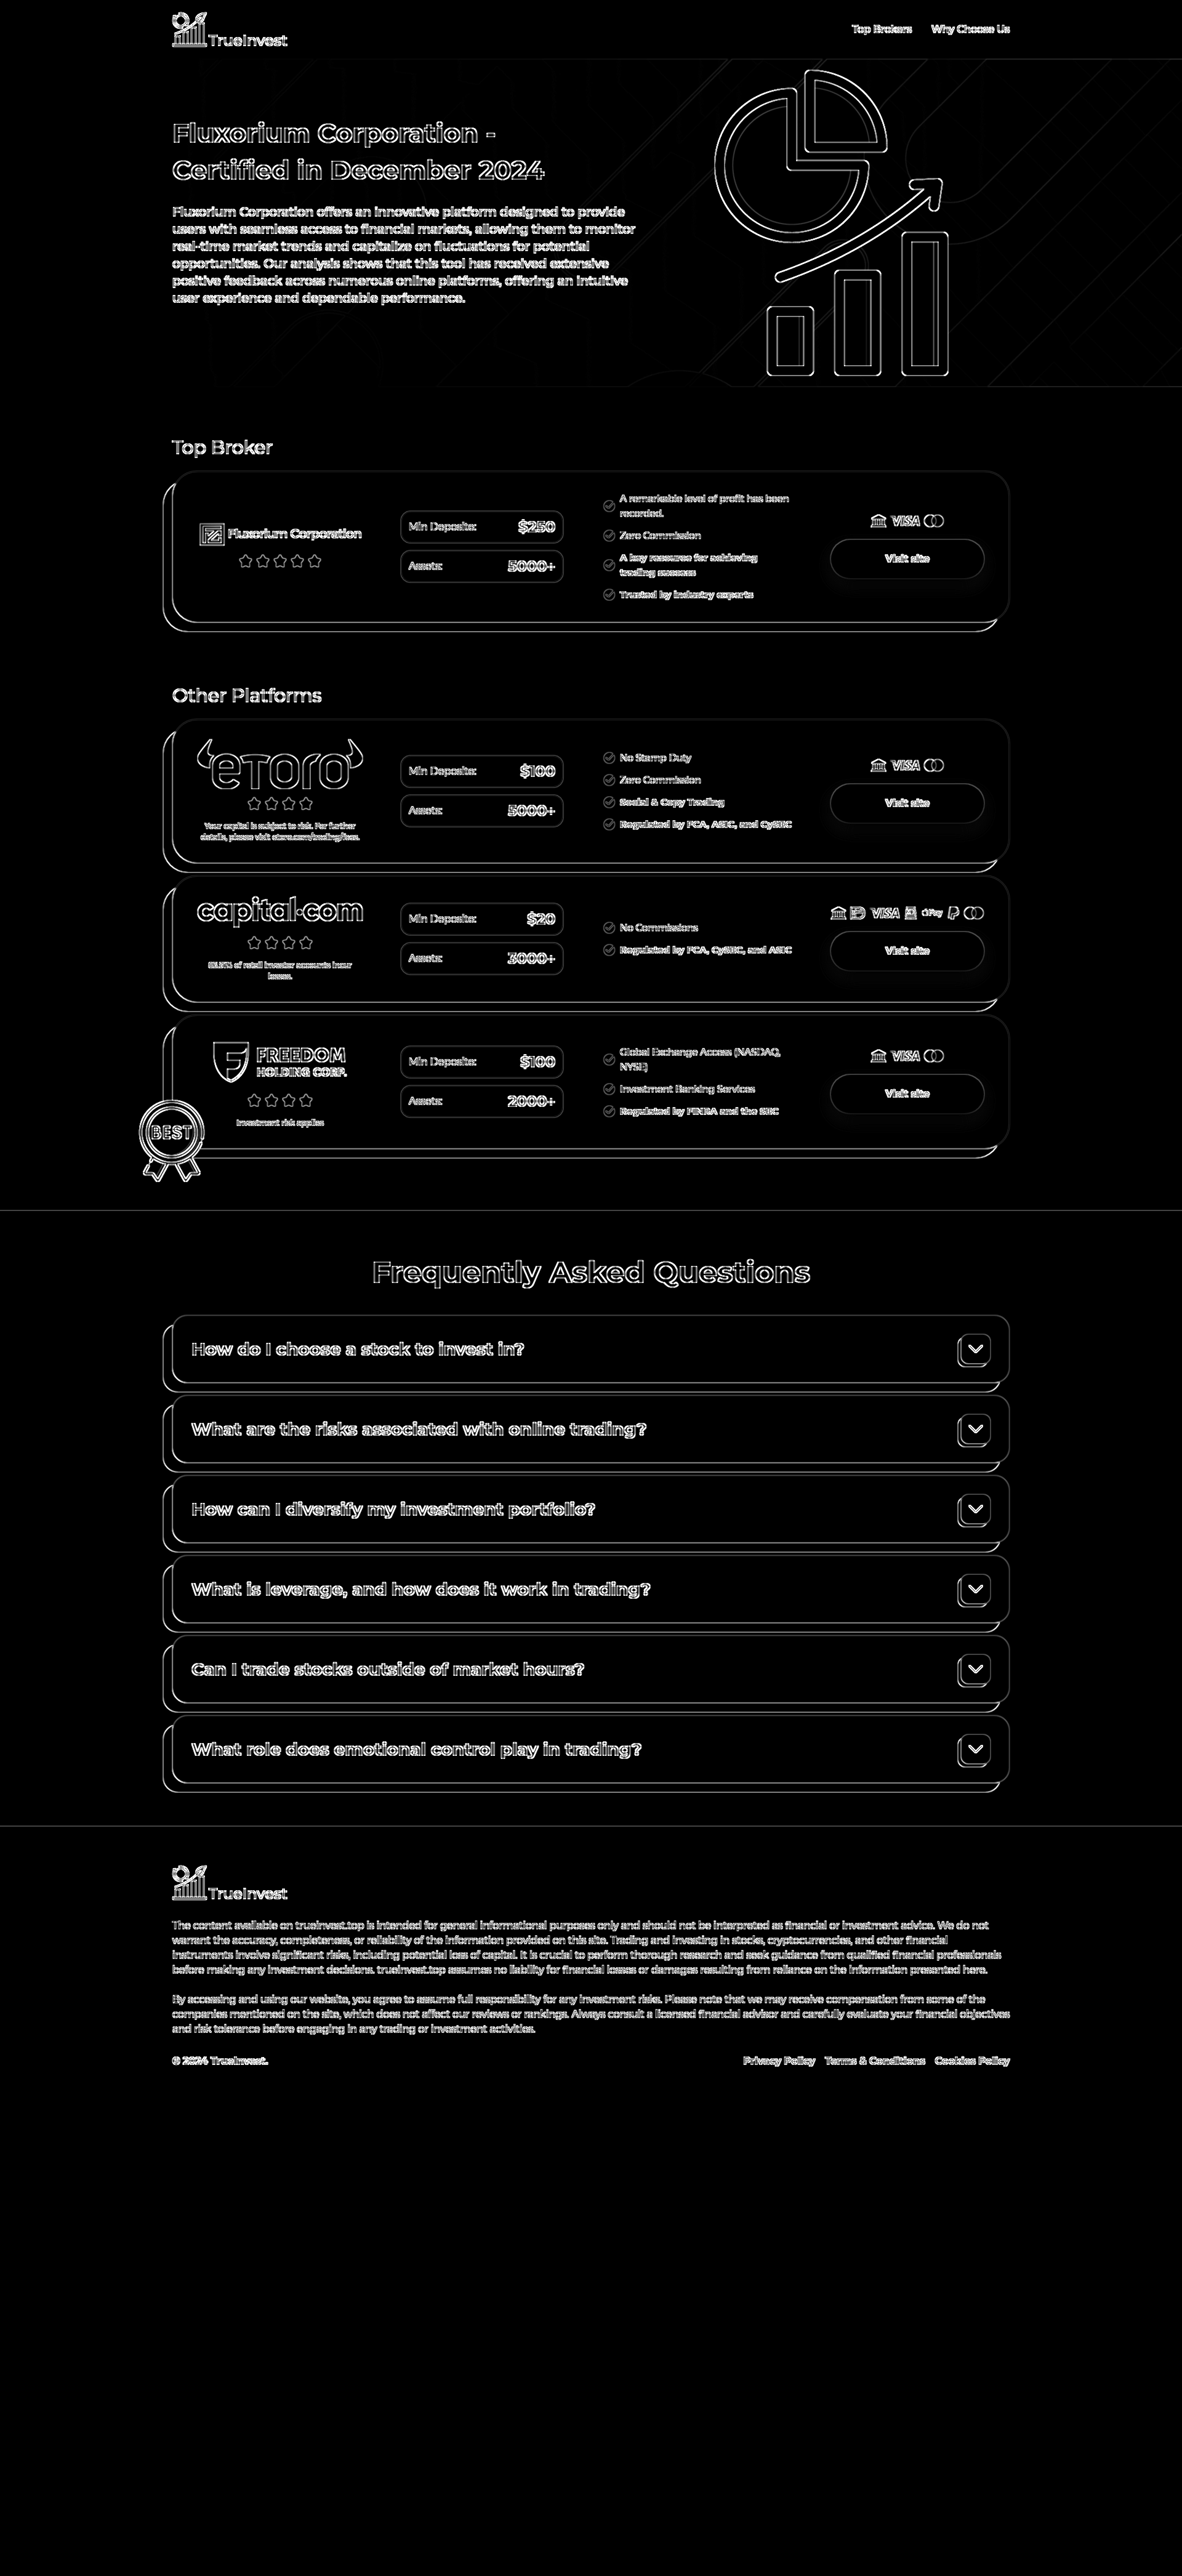 TrueInvest
Top Brokers
Why Choose Us
Fluxorium Corporation -
Certified in December 2024
Fluxorium Corporation offers an innovative platform designed to provide
users with seamless access to financial markets, allowing them to monitor
real-time market trends and capitalize on fluctuations for potential
opportunities. Our analysis shows that this tool has received extensive
positive feedback across numerous online platforms, offering an intuitive
user experience and dependable performance.
Top Broker
Fluxorium Corporation
Min Deposite:
$250
Assets:
5000+
A remarkable level of profit has been
recorded.
Zero Commission
A key resource for achieving
trading success
Trusted by industry experts
VISA
Visit site
Other Platforms
eToro
Your capital is subject to risk. For further
details, please visit etoro.com/trading/fees.
Min Deposite:
$100
Assets:
5000+
No Stamp Duty
Zero Commission
Social & Copy Trading
Regulated by FCA, ASIC, and CySEC
VISA
Visit site
capital.com
of retail investor accounts incur
losses.
Min Deposite:
$20
Assets:
3000+
No Commissions
Regulated by FCA, CySEC, and ASIC
VISA
Pay
Visit site
FREEDOM
HOLDING CORP.
Investment risk applies
BEST
Min Deposite:
$100
Assets:
2000+
Global Exchange Access (NASDAQ,
NYSE)
Investment Banking Services
Regulated by FINRA and the SEC
VISA
Visit site
Frequently Asked Questions
How do I choose a stock to invest in?
What are the risks associated with online trading?
How can I diversify my investment portfolio?
What is leverage, and how does it work in trading?
Can I trade stocks outside of market hours?
What role does emotional control play in trading?
TrueInvest
The content available on trueinvest.top is intended for general informational purposes only and should not be interpreted as financial or investment advice. We do not
warrant the accuracy, completeness, or reliability of the information provided on this site. Trading and investing in stocks, cryptocurrencies, and other financial
instruments involve significant risks, including potential loss of capital. It is crucial to perform thorough research and seek guidance from qualified financial professionals
before making any investment decisions. trueinvest.top assumes no liability for financial losses or damages resulting from reliance on the information presented here.
By accessing and using our website, you agree to assume full responsibility for any investment risks. Please note that we may receive compensation from some of the
companies mentioned on the site, which does not affect our reviews or rankings. Always consult a licensed financial advisor and carefully evaluate your financial objectives
and risk tolerance before engaging in any trading or investment activities.
© 2024 TrueInvest.
Privacy Policy
Terms & Conditions
Cookies Policy